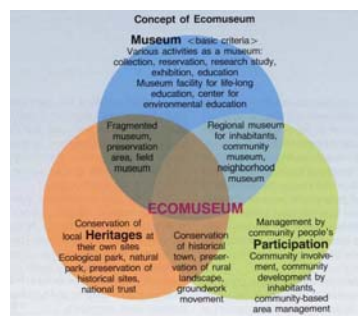 Concept of Ecomuseum
Museum <basic criteria>
Various activities as a museum:
collection, reservation, research study,
exhibition, education
Museum facility for life-long
education, center for
environmental education
Fragmented
museum,
preservation
area, field
museum
Regional museum
for inhabitants,
community
museum,
neighborhood
museum
ECOMUSEUM
Conservation of
local Heritages at
their own sites
Ecological park, natural
park, preservation of
historical sites,
national trust
Conservation
of historical
town, preser-
vation of rural
landscape,
groundwork
movement
Management by
community people's
Participation
Community involve-
ment, community
development by
inhabitants,
community-based
area management